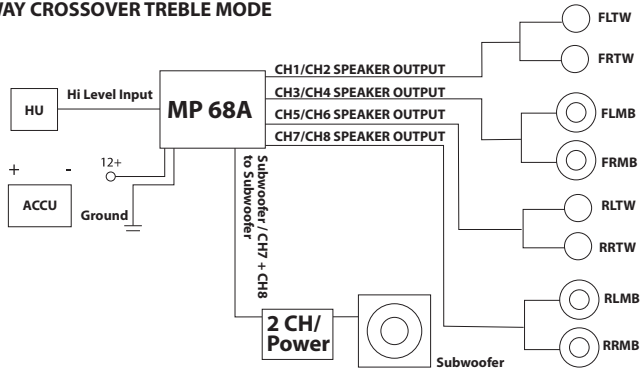 WAY CROSSOVER TREBLE MODE
FLTW
FRTW
CH1/CH2 SPEAKER OUTPUT
Hi Level Input
HU
MP 68A
CH3/CH4 SPEAKER OUTPUT
CH5/CH6 SPEAKER OUTPUT
CH7/CH8 SPEAKER OUTPUT
FLMB
FRMB
+
-
12+
ACCU
Ground
Subwoofer / CH7 + CH8
to Subwoofer
RLTW
RRTW
RLMB
RRMB
2 CH/
Power
Subwoofer